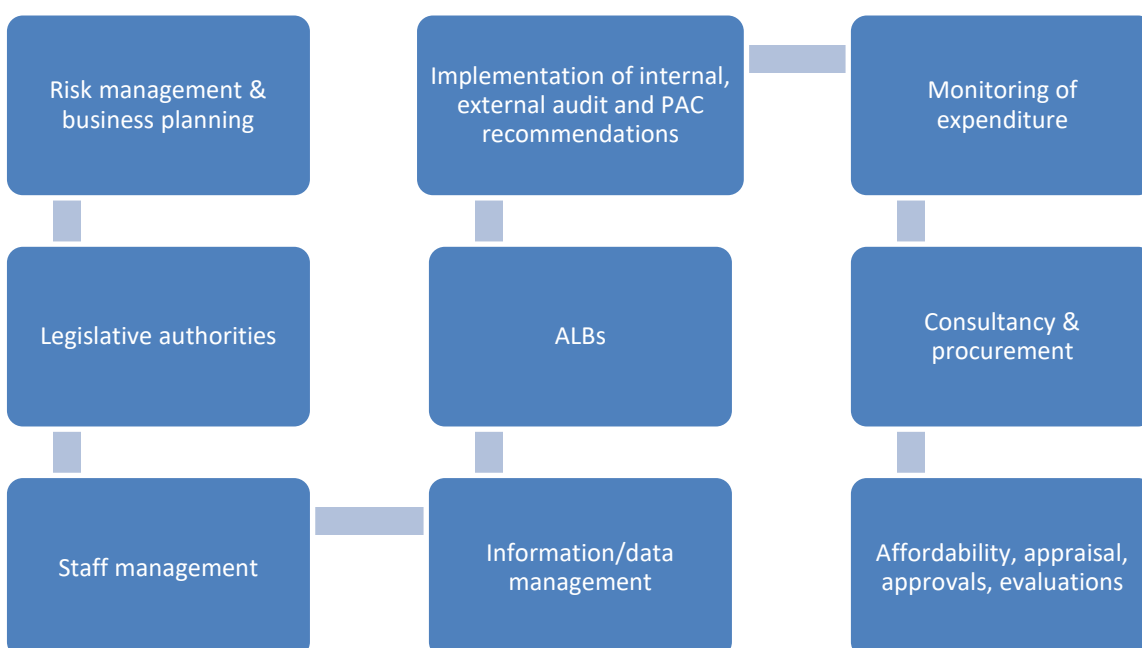 Risk management &
business planning
Legislative authorities
Staff management
Information/data
management
ALBs
Implementation of internal,
external audit and PAC
recommendations
Monitoring of
expenditure
Consultancy &
procurement
Affordability, appraisal,
approvals, evaluations